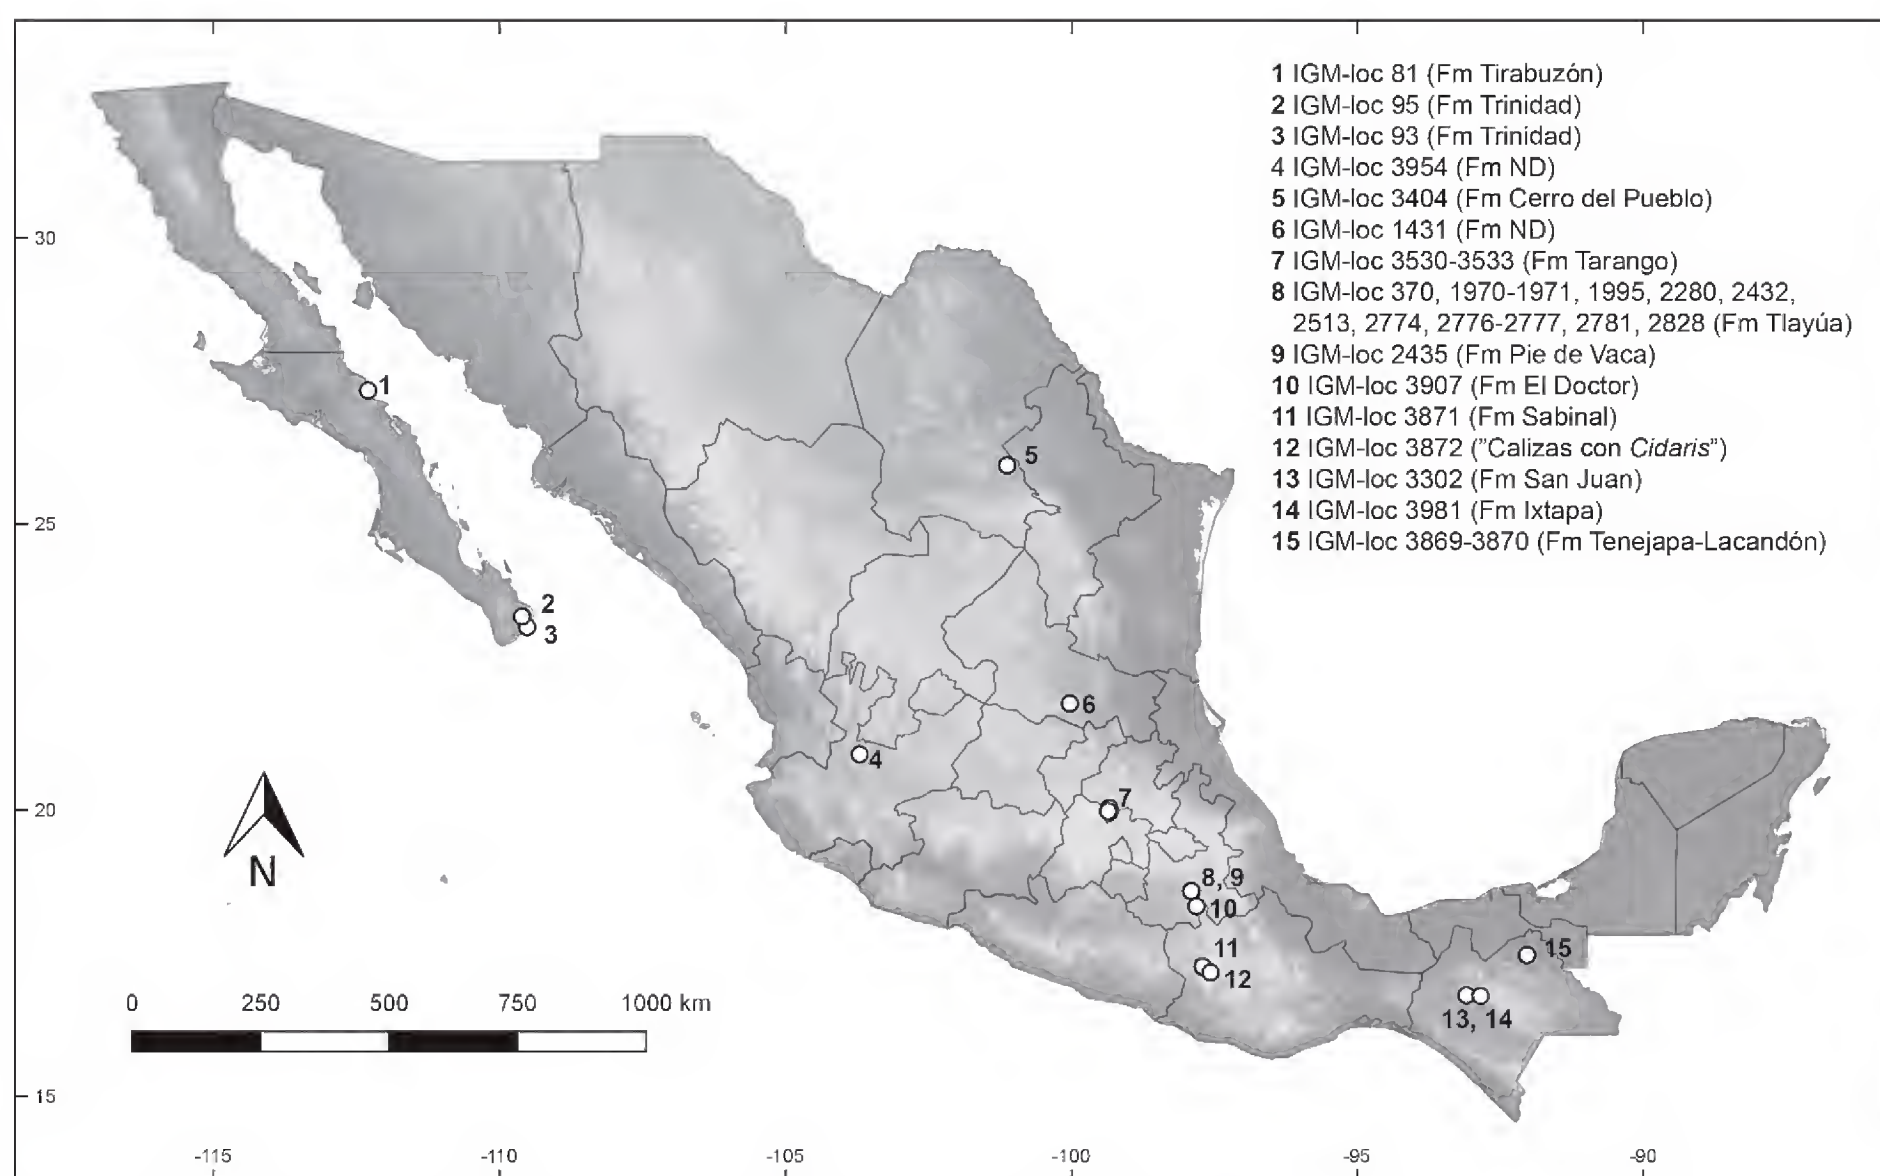 1 IGM-loc 81 (Fm Tirabuzón)
2 IGM-loc 95 (Fm Trinidad)
3 IGM-loc 93 (Fm Trinidad)
4 IGM-loc 3954 (Fm ND)
5 IGM-loc 3404 (Fm Cerro del Pueblo)
6 IGM-loc 1431 (Fm ND)
7 IGM-loc 3530-3533 (Fm Tarango)
8 IGM-loc 370, 1970-1971, 1995, 2280, 2432,
2513, 2774, 2776-2777, 2781, 2828 (Fm Tlayúa)
9 IGM-loc 2435 (Fm Pie de Vaca)
10 IGM-loc 3907 (Fm El Doctor)
11 IGM-loc 3871 (Fm Sabinal)
12 IGM-loc 3872 ("Calizas con Cidaris")
13 IGM-loc 3302 (Fm San Juan)
14 IGM-loc 3981 (Fm Ixtapa)
15 IGM-loc 3869-3870 (Fm Tenejapa-Lacandón)
30
1
5
25
2
3
6
4
7
20
N
8, 9
10
11
12
15
13, 14
0 250 500 750 1000 km
15
-115 -110 -105 -100 -95 -90